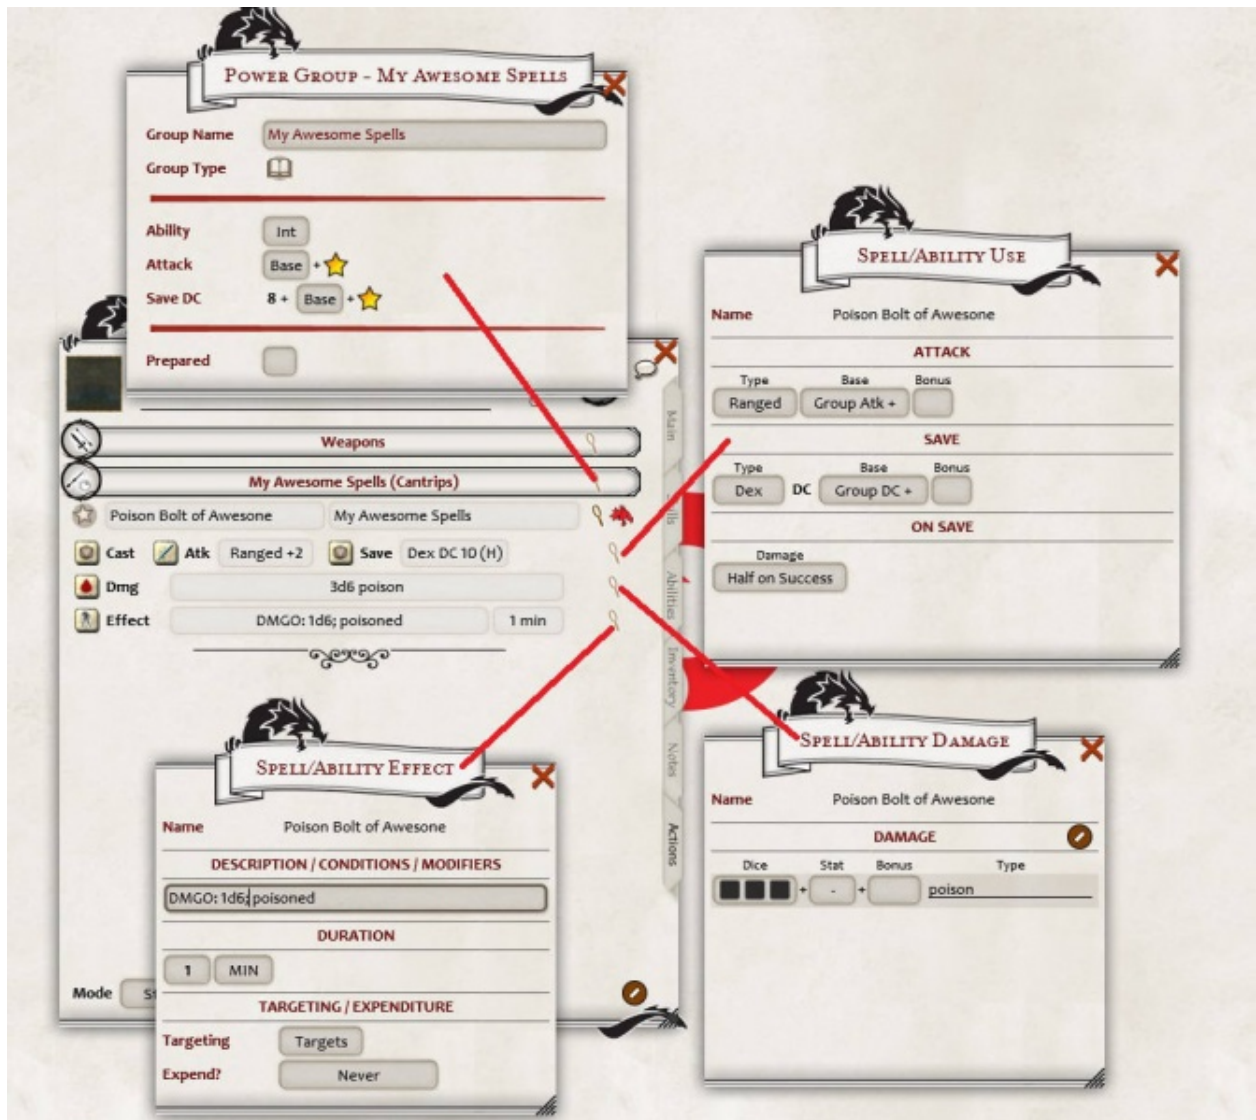 POWER GROUP - MY AWESOME SPELLS
Group Name My Awesome Spells
Group Type
Ability Int
Attack Base +
Save DC 8 + Base +
Prepared
Weapons
My Awesome Spells (Cantrips)
Poison Bolt of Awesone My Awesome Spells
Cast Atk Ranged +2 Save Dex DC 10 (H)
Dmg 3d6 poison
Effect DMGO: 1d6; poisoned 1 min
Mode
Main
Abilities
Inventory
Notes
Actions
SPELL/ABILITY USE
Name Poison Bolt of Awesone
ATTACK
Type Base Bonus
Ranged Group Atk +
SAVE
Type Base Bonus
Dex DC Group DC +
ON SAVE
Damage
Half on Success
SPELL/ABILITY EFFECT
Name Poison Bolt of Awesone
DESCRIPTION / CONDITIONS / MODIFIERS
DMGO: 1d6; poisoned
DURATION
1 MIN
TARGETING / EXPENDITURE
Targeting Targets
Expend? Never
SPELL/ABILITY DAMAGE
Name Poison Bolt of Awesone
DAMAGE
Dice Stat Bonus Type
+ - + poison